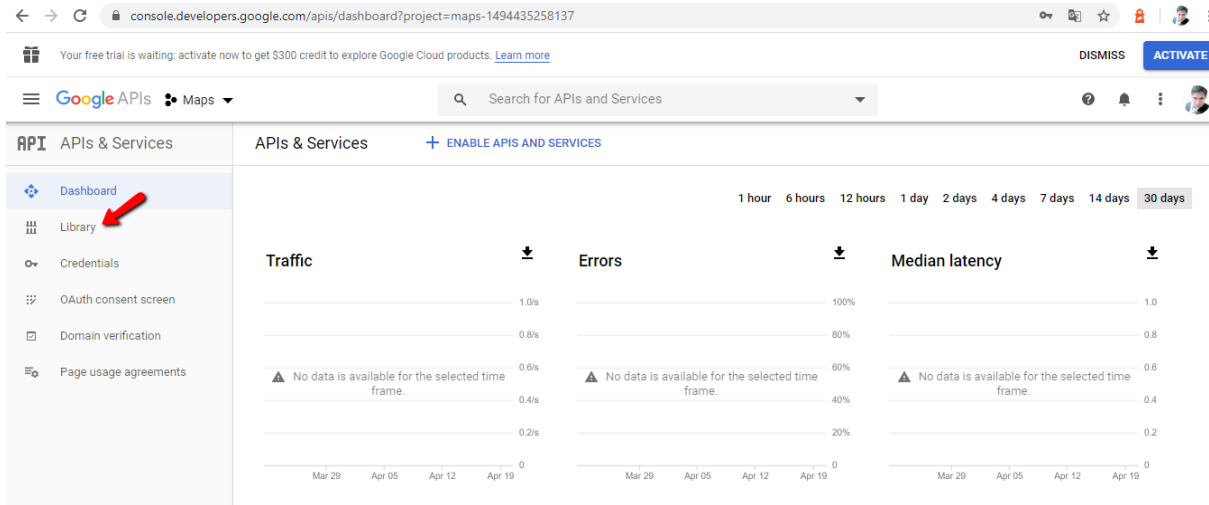 console.developers.google.com/apis/dashboard?project=maps-1494435258137
Your free trial is waiting: activate now to get $300 credit to explore Google Cloud products. Learn more
DISMISS
ACTIVATE
Google APIs
Maps
Search for APIs and Services
API APIs & Services
APIs & Services
ENABLE APIS AND SERVICES
Dashboard
Library
Credentials
OAuth consent screen
Domain verification
Page usage agreements
1 hour 6 hours 12 hours 1 day 2 days 4 days 7 days 14 days 30 days
Traffic
1.0/s
0.8/s
0.6/s
No data is available for the selected time
frame.
0.4/s
0.2/s
0
Mar 29 Apr 05 Apr 12 Apr 19
Errors
100%
80%
60%
No data is available for the selected time
frame.
40%
20%
0
Mar 29 Apr 05 Apr 12 Apr 19
Median latency
1.0
0.8
0.6
No data is available for the selected time
frame.
0.4
0.2
0
Mar 29 Apr 05 Apr 12 Apr 19